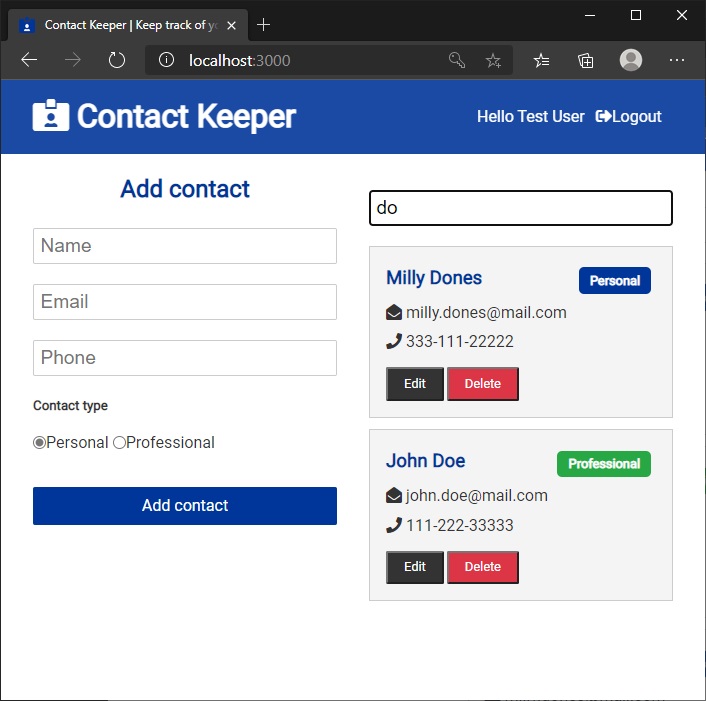 Contact Keeper | Keep track of yo
localhost:3000
Contact Keeper
Hello Test User Logout
Add contact
Name
Email
Phone
Contact type
Personal Professional
Add contact
do
Milly Dones Personal
milly.dones@mail.com
333-111-22222
Edit Delete
John Doe Professional
john.doe@mail.com
111-222-33333
Edit Delete